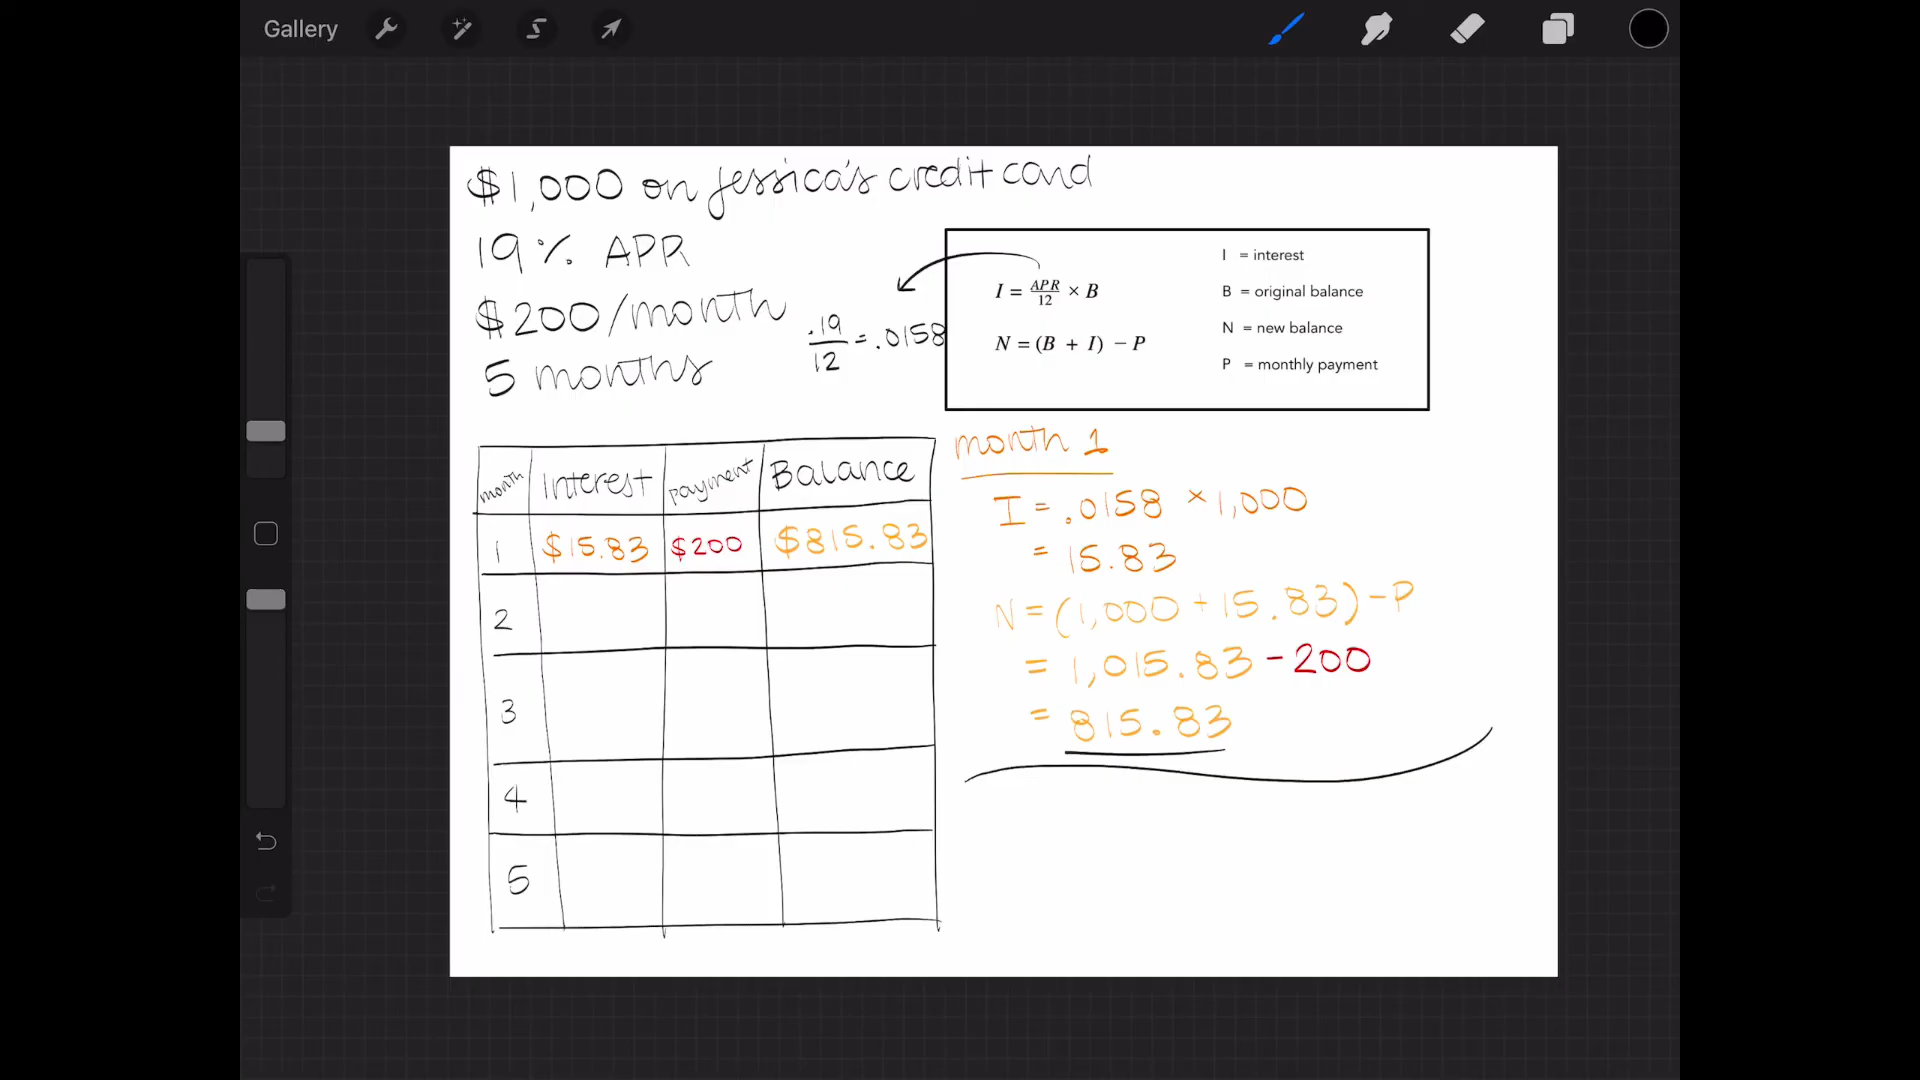 Gallery
$1,000 on Jessica's credit card
19% APR
$200/month
5 months
.19/12 = .0158
I = APR/12 × B
N = (B + I) − P
I = interest
B = original balance
N = new balance
P = monthly payment
month Interest payment Balance
1 $15.83 $200 $815.83
2
3
4
5
month 1
I = .0158 × 1,000
= 15.83
N = (1,000 + 15.83) - P
= 1,015.83 - 200
= 815.83